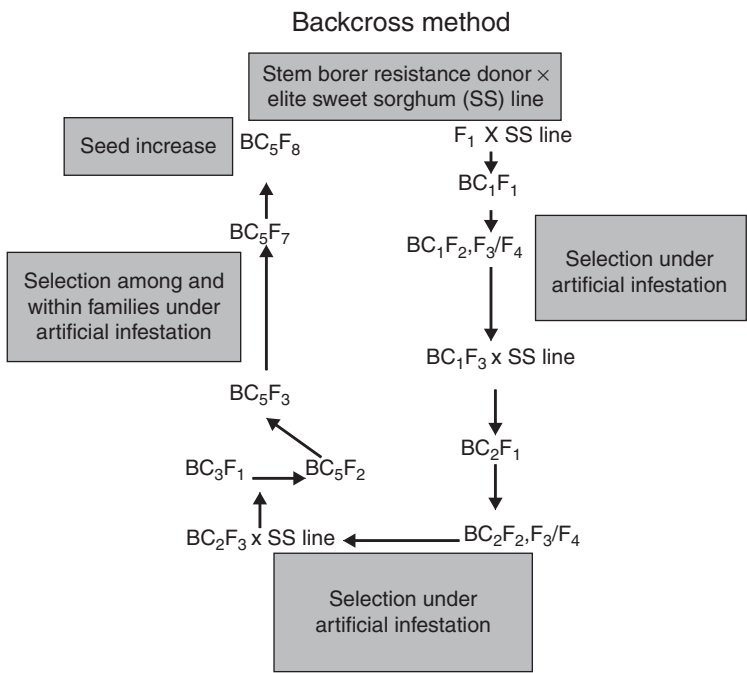 Backcross method
Stem borer resistance donor ×
elite sweet sorghum (SS) line
F₁ X SS line
BC₁F₁
BC₁F₂,F₃/F₄
Selection under
artificial infestation
BC₁F₃ x SS line
BC₂F₁
BC₂F₂,F₃/F₄
Selection under
artificial infestation
BC₂F₃ x SS line
BC₃F₁
BC₅F₂
BC₅F₃
Selection among and
within families under
artificial infestation
BC₅F₇
BC₅F₈
Seed increase